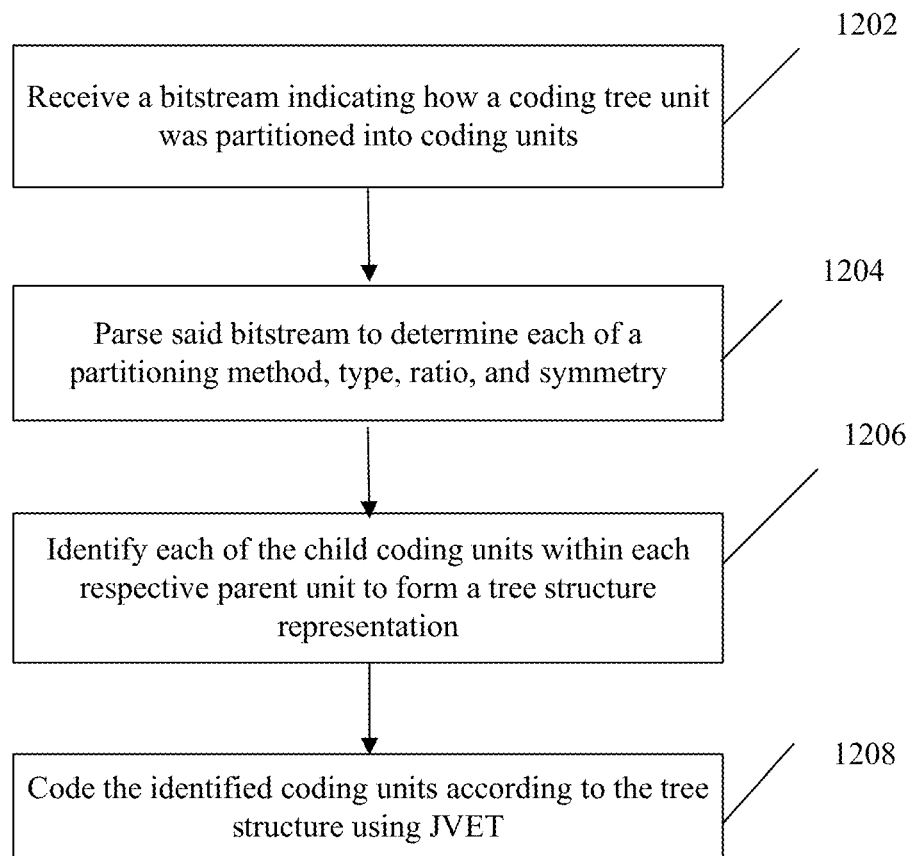 1202
Receive a bitstream indicating how a coding tree unit
was partitioned into coding units
1204
Parse said bitstream to determine each of a
partitioning method, type, ratio, and symmetry
1206
Identify each of the child coding units within each
respective parent unit to form a tree structure
representation
1208
Code the identified coding units according to the tree
structure using JVET